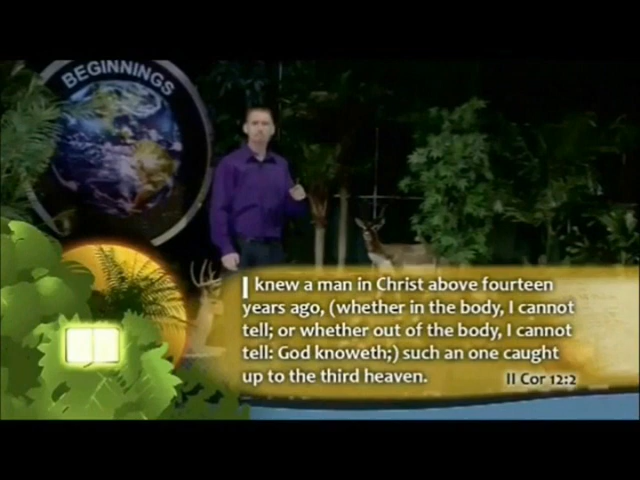 BEGINNINGS
I knew a man in Christ above fourteen
years ago, (whether in the body, I cannot
tell; or whether out of the body, I cannot
tell: God knoweth;) such an one caught
up to the third heaven.
II Cor 12:2